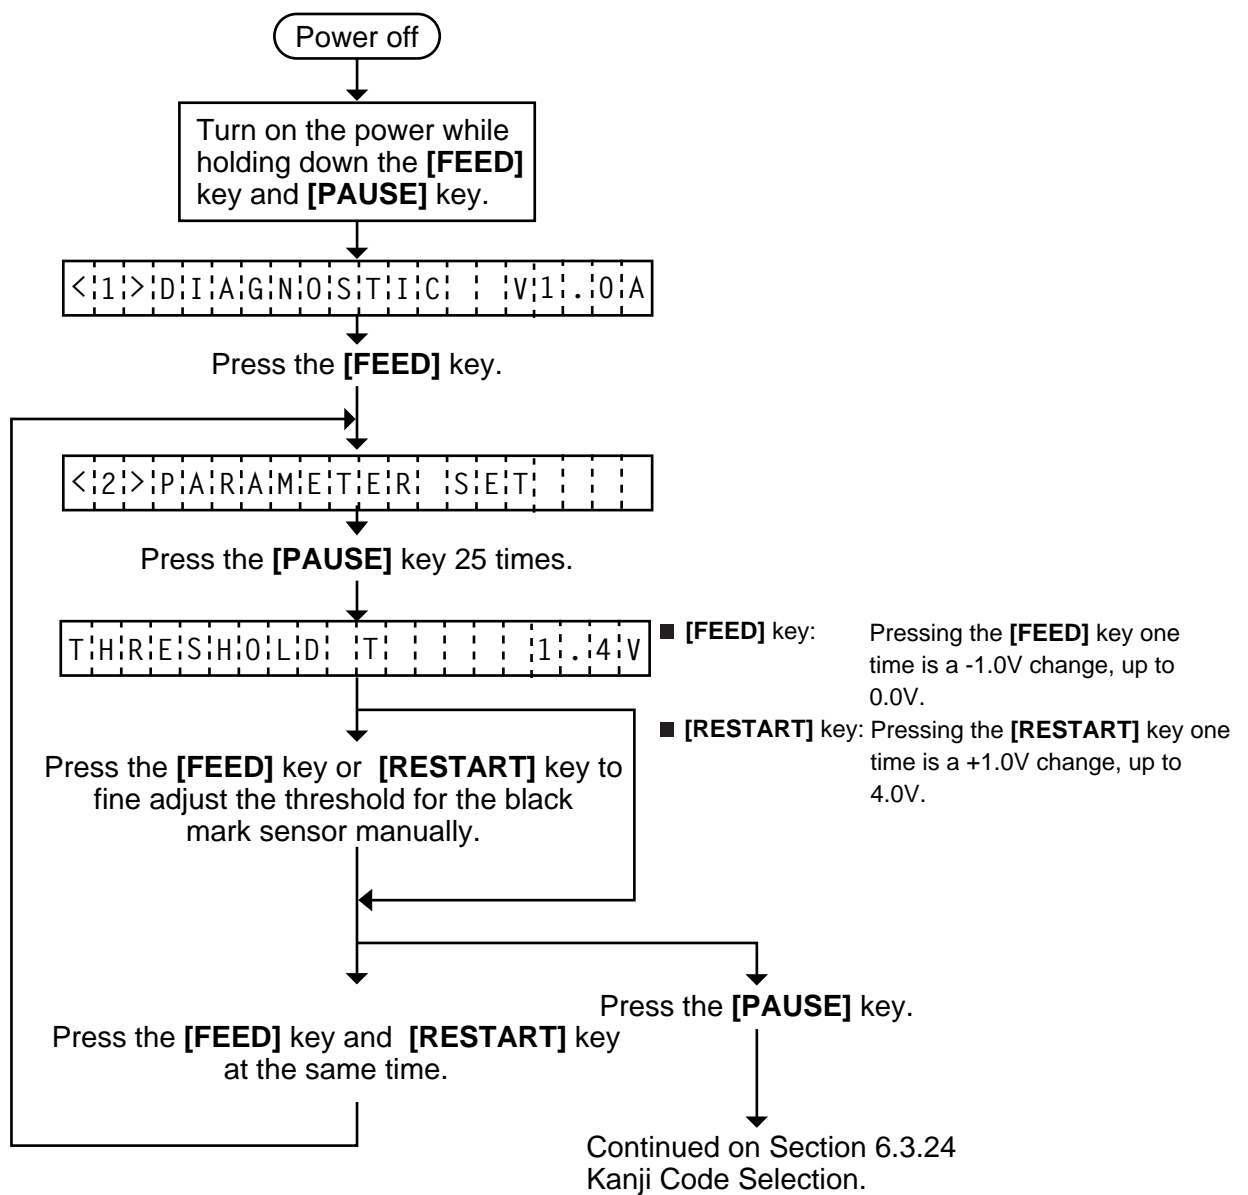 Power off
Turn on the power while
holding down the [FEED]
key and [PAUSE] key.
<1>DIAGNOSTIC  V1.0A
Press the [FEED] key.
<2>PARAMETER SET
Press the [PAUSE] key 25 times.
THRESHOLD T     1.4V
■ [FEED] key: Pressing the [FEED] key one
time is a -1.0V change, up to
0.0V.
■ [RESTART] key: Pressing the [RESTART] key one
time is a +1.0V change, up to
4.0V.
Press the [FEED] key or [RESTART] key to
fine adjust the threshold for the black
mark sensor manually.
Press the [PAUSE] key.
Press the [FEED] key and [RESTART] key
at the same time.
Continued on Section 6.3.24
Kanji Code Selection.